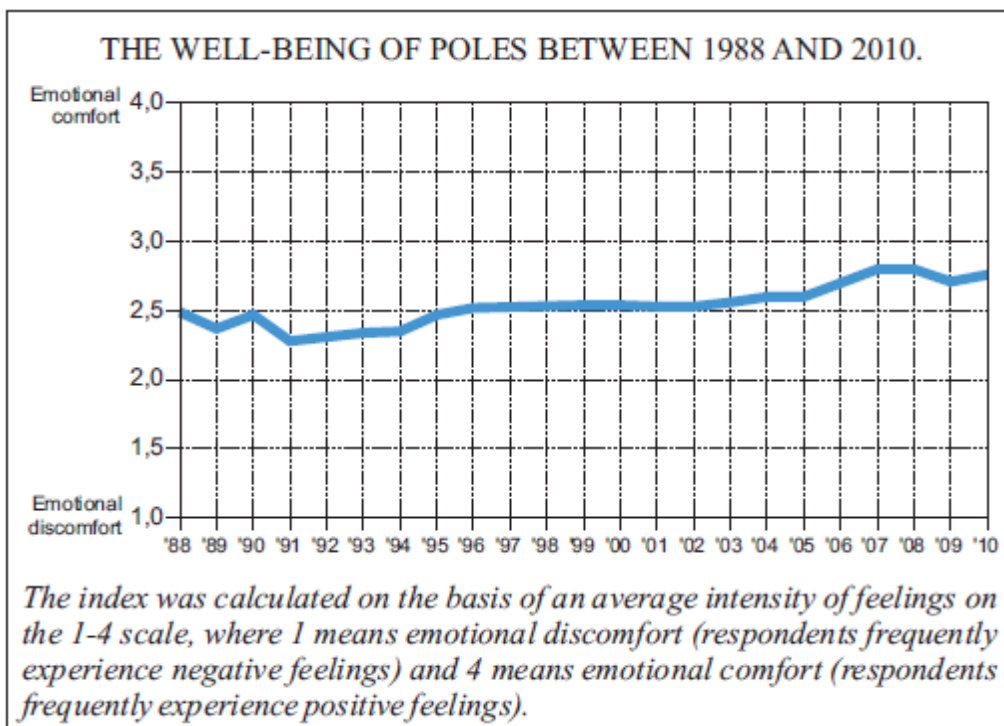 THE WELL-BEING OF POLES BETWEEN 1988 AND 2010.
Emotional
comfort
4,0
3,5
3,0
2,5
2,0
1,5
Emotional
discomfort
1,0
'88 '89 '90 '91 '92 '93 '94 '95 '96 '97 '98 '99 '00 '01 '02 '03 '04 '05 '06 '07 '08 '09 '10
The index was calculated on the basis of an average intensity of feelings on
the 1-4 scale, where 1 means emotional discomfort (respondents frequently
experience negative feelings) and 4 means emotional comfort (respondents
frequently experience positive feelings).